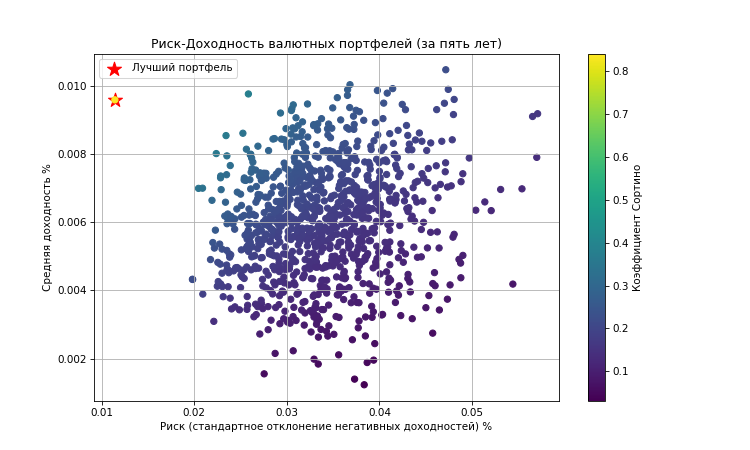 Риск-Доходность валютных портфелей (за пять лет)
Лучший портфель
Средняя доходность %
0.010
0.008
0.006
0.004
0.002
0.01 0.02 0.03 0.04 0.05
Риск (стандартное отклонение негативных доходностей) %
0.8
0.7
0.6
0.5
0.4
0.3
0.2
0.1
Коэффициент Сортино